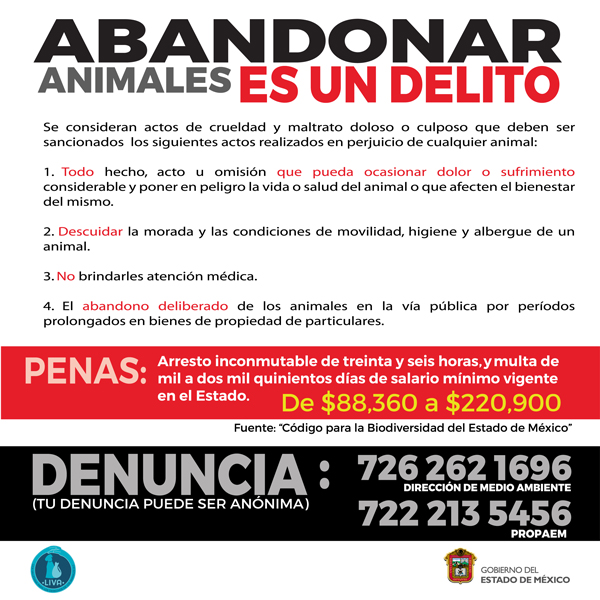 ABANDONAR
ANIMALES ES UN DELITO
Se consideran actos de crueldad y maltrato doloso o culposo que deben ser
sancionados los siguientes actos realizados en perjuicio de cualquier animal:
1. Todo hecho, acto u omisión que pueda ocasionar dolor o sufrimiento
considerable y poner en peligro la vida o salud del animal o que afecten el bienestar
del mismo.
2. Descuidar la morada y las condiciones de movilidad, higiene y albergue de un
animal.
3. No brindarles atención médica.
4. El abandono deliberado de los animales en la vía pública por períodos
prolongados en bienes de propiedad de particulares.
PENAS: Arresto inconmutable de treinta y seis horas, y multa de
mil a dos mil quinientos días de salario mínimo vigente
en el Estado. De $88,360 a $220,900
Fuente: “Código para la Biodiversidad del Estado de México”
DENUNCIA :
(TU DENUNCIA PUEDE SER ANÓNIMA)
726 262 1696
DIRECCIÓN DE MEDIO AMBIENTE
722 213 5456
PROPAEM
LIVA
GOBIERNO DEL
ESTADO DE MÉXICO